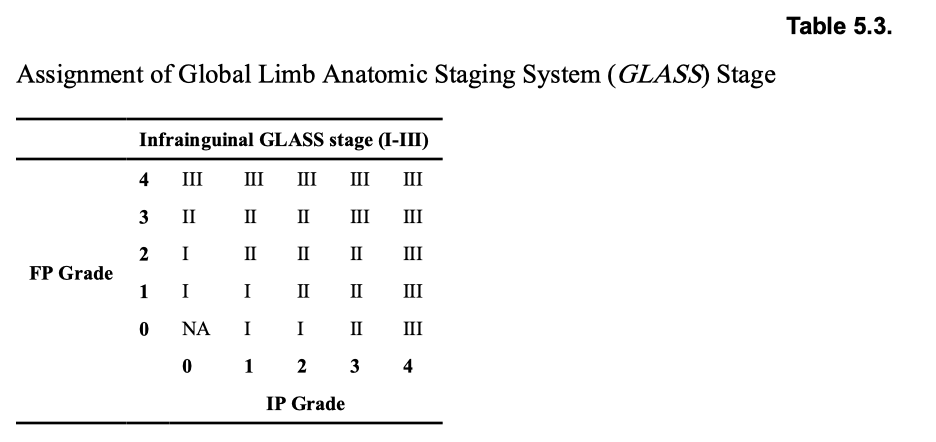 Table 5.3.
Assignment of Global Limb Anatomic Staging System (GLASS) Stage
Infrainguinal GLASS stage (I-III)
4 III III III III III
3 II II II III III
2 I II II II III
FP Grade
1 I I II II III
0 NA I I II III
0 1 2 3 4
IP Grade